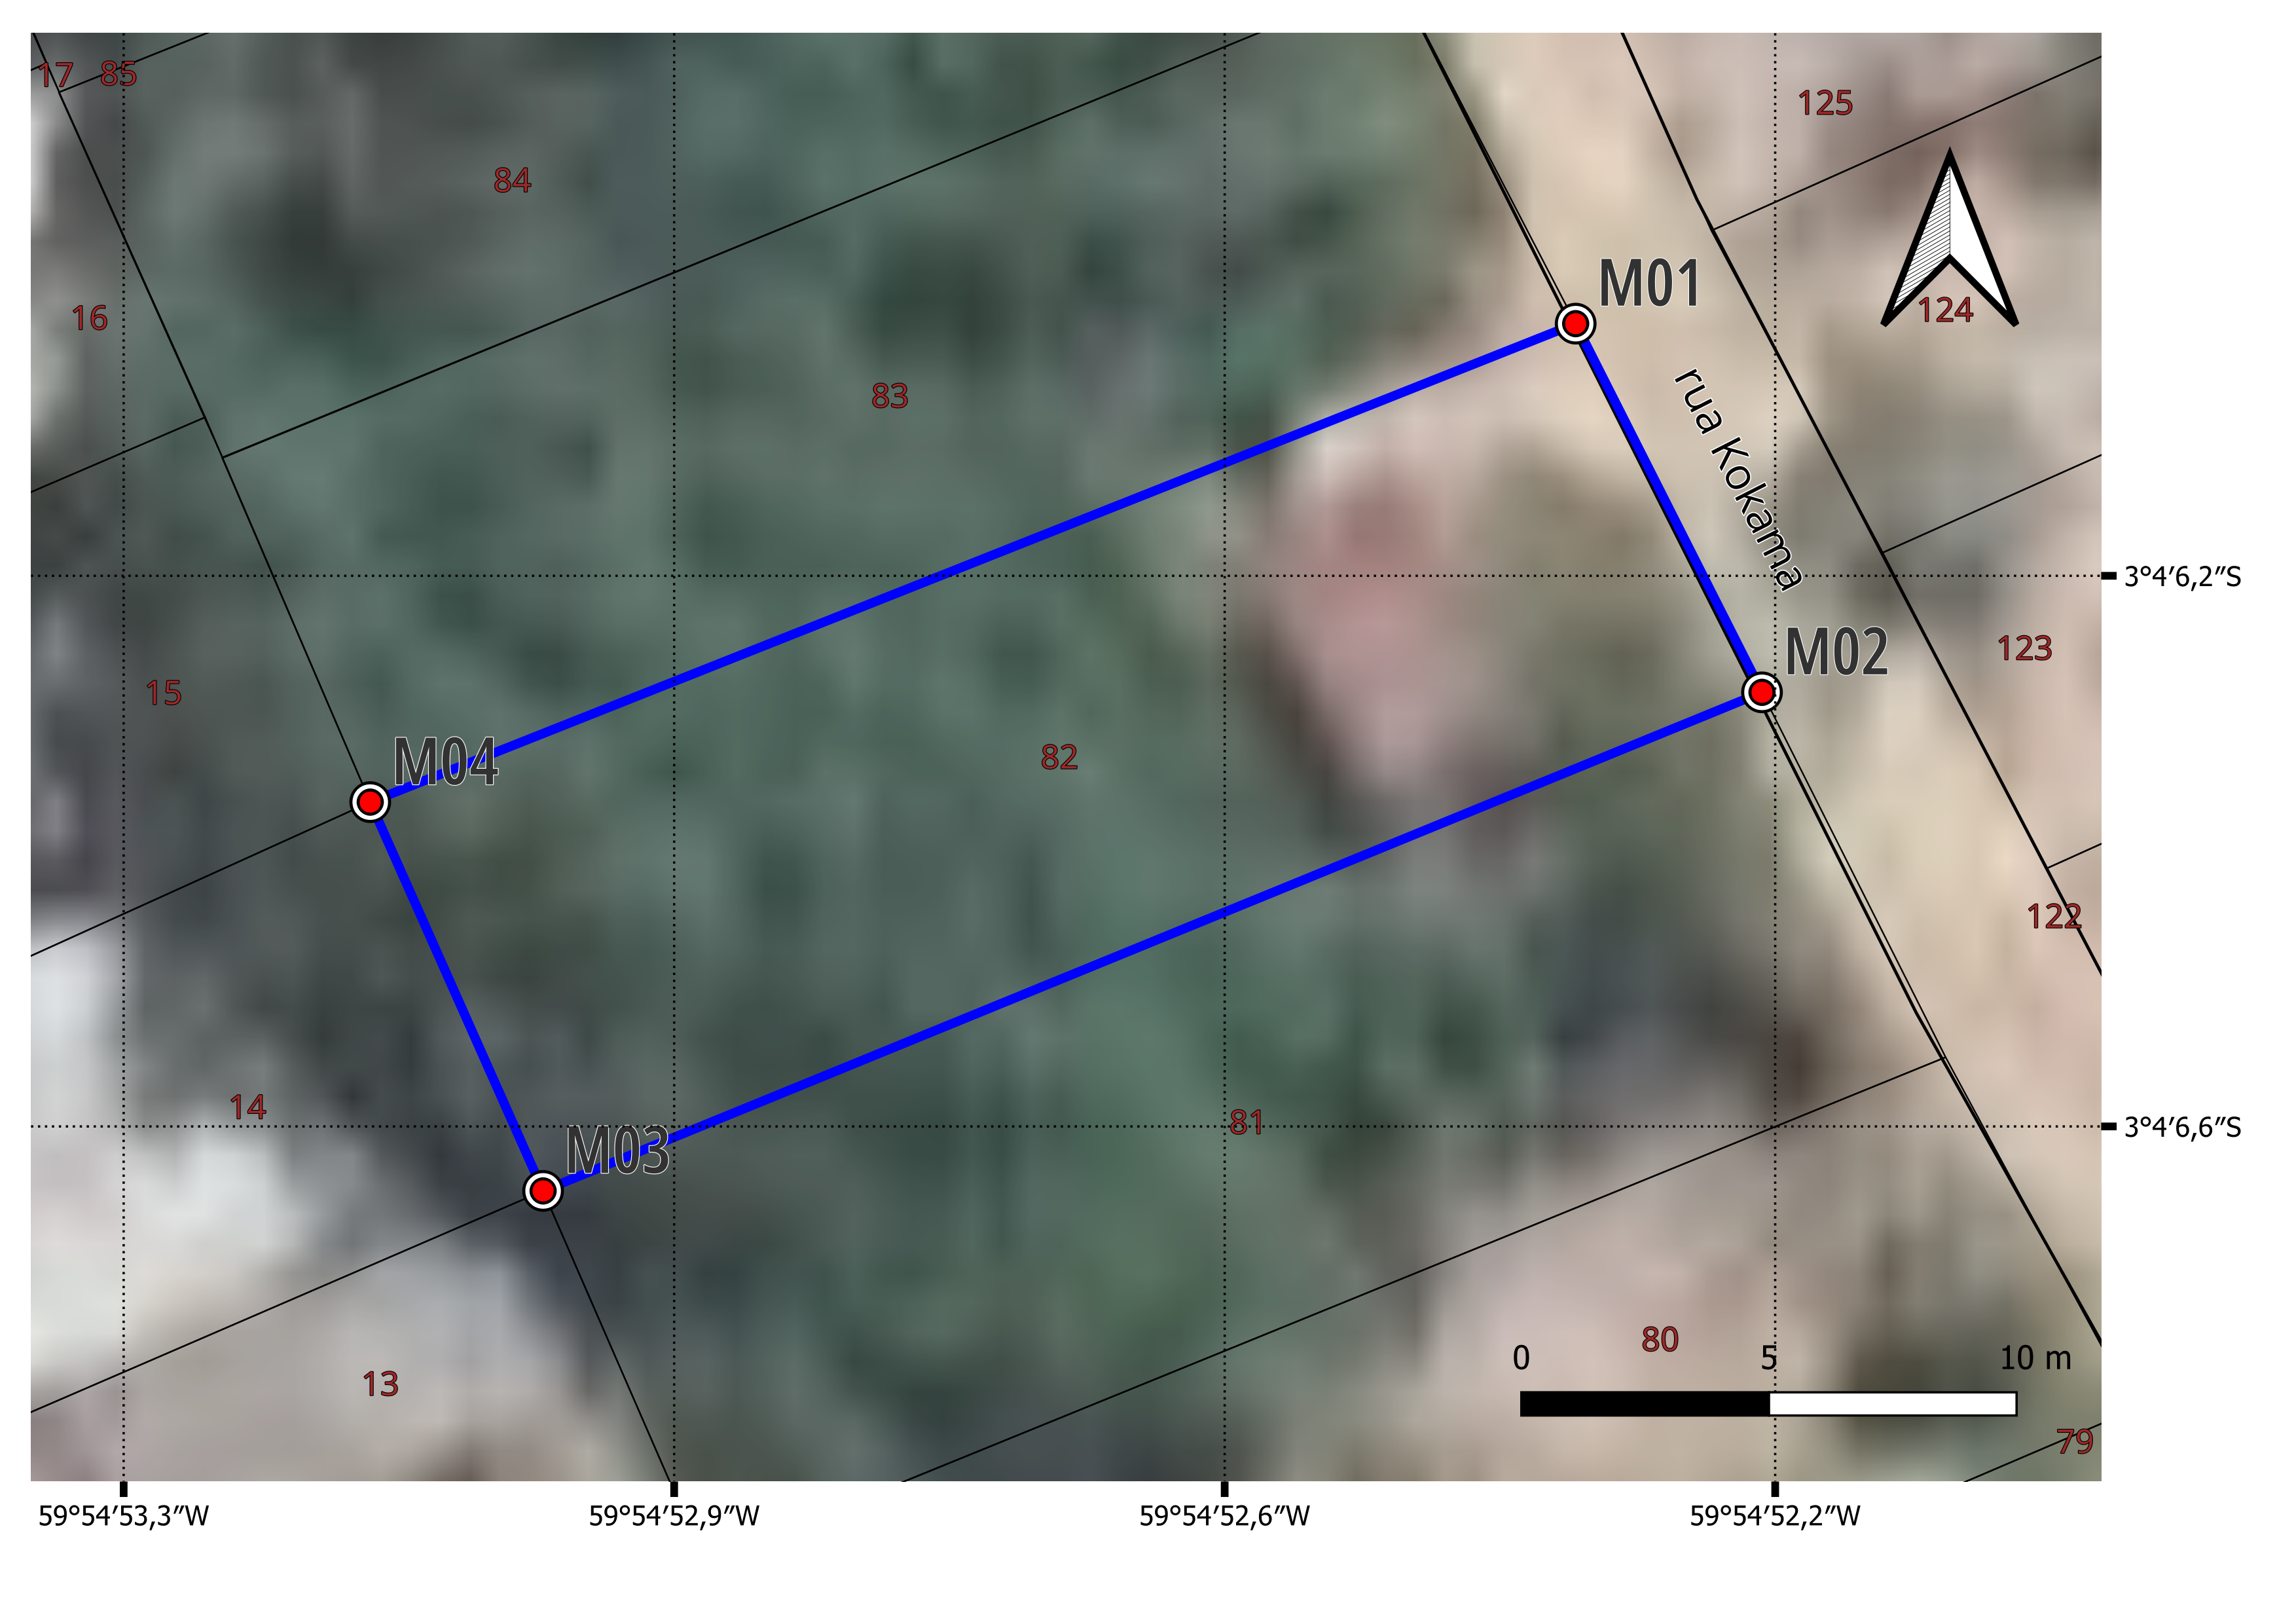 17
85
125
84
M01
124
16
83
rua Kokama
3°4′6,2″S
M02
123
15
M04
82
122
14
M03
81
3°4′6,6″S
80
0 5 10 m
13
79
59°54′53,3″W
59°54′52,9″W
59°54′52,6″W
59°54′52,2″W